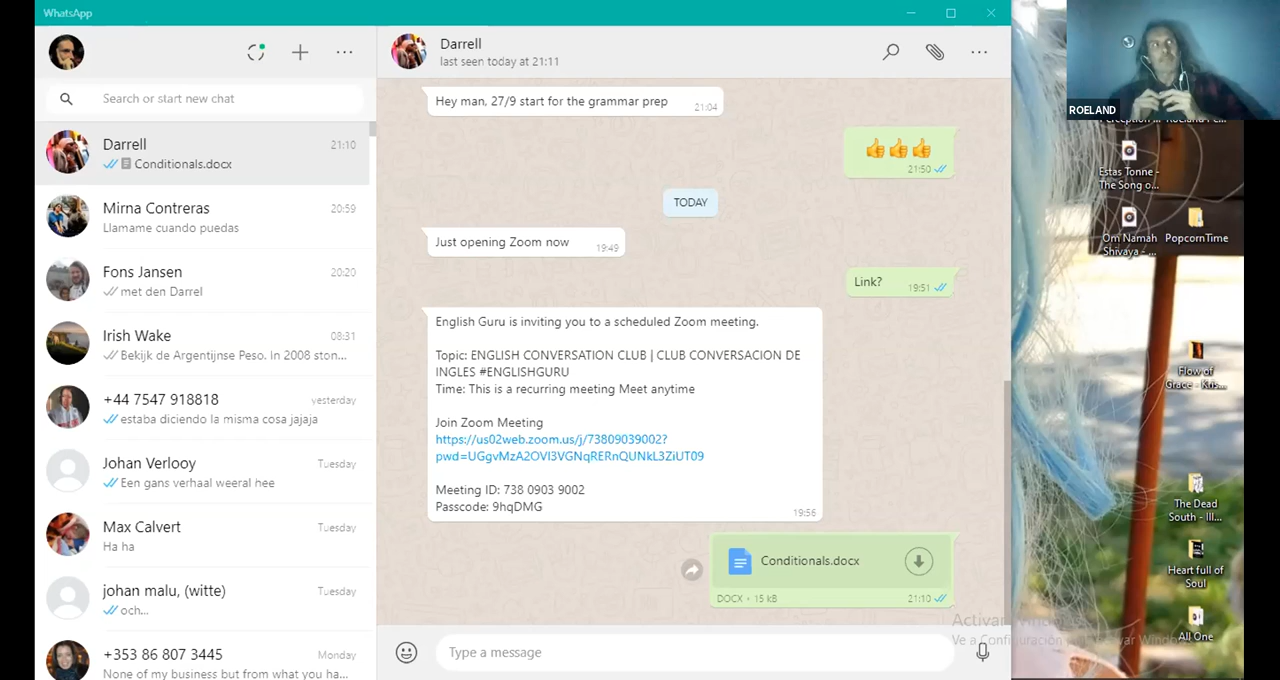 WhatsApp
Search or start new chat
Darrell
21:10
Conditionals.docx
Mirna Contreras
20:59
Llamame cuando puedas
Fons Jansen
20:20
met den Darrel
Irish Wake
08:31
Bekijk de Argentijnse Peso. In 2008 ston...
+44 7547 918818
yesterday
estaba diciendo la misma cosa jajaja
Johan Verlooy
Tuesday
Een gans verhaal weeral hee
Max Calvert
Tuesday
Ha ha
johan malu, (witte)
Tuesday
och...
+353 86 807 3445
Monday
None of my business but from what you ha...
Darrell
last seen today at 21:11
Hey man, 27/9 start for the grammar prep
21:04
21:50
TODAY
Just opening Zoom now
19:49
Link?
19:51
English Guru is inviting you to a scheduled Zoom meeting.
Topic: ENGLISH CONVERSATION CLUB | CLUB CONVERSACION DE
INGLES #ENGLISHGURU
Time: This is a recurring meeting Meet anytime
Join Zoom Meeting
https://us02web.zoom.us/j/73809039002?
pwd=UGgvMzA2OVI3VGNqRERnQUNkL3ZiUT09
Meeting ID: 738 0903 9002
Passcode: 9hqDMG
19:56
Conditionals.docx
DOCX • 15 kB
21:10
Type a message
ROELAND
Estas Tonne -
The Song o...
Om Namah
Shivaya - ...
PopcornTime
Flow of
Grace - Kris...
The Dead
South - Ill...
Heart full of
Soul
All One